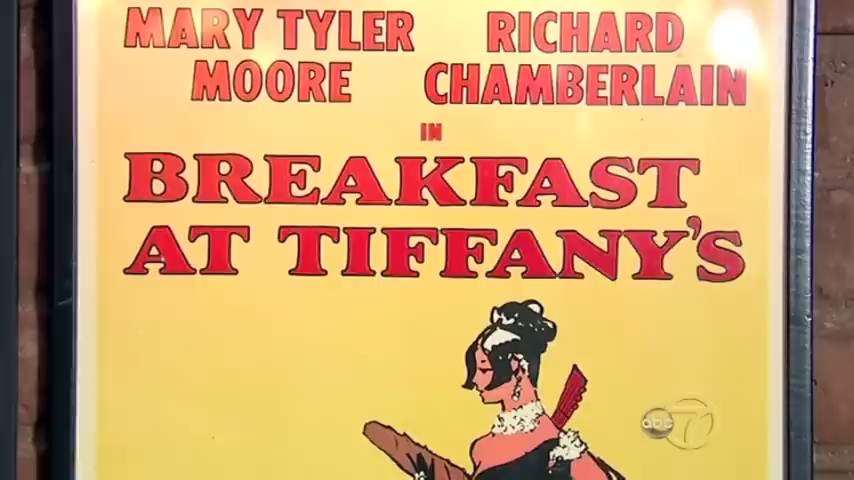 MARY TYLER RICHARD
MOORE CHAMBERLAIN
IN
BREAKFAST
AT TIFFANY'S
abc 7